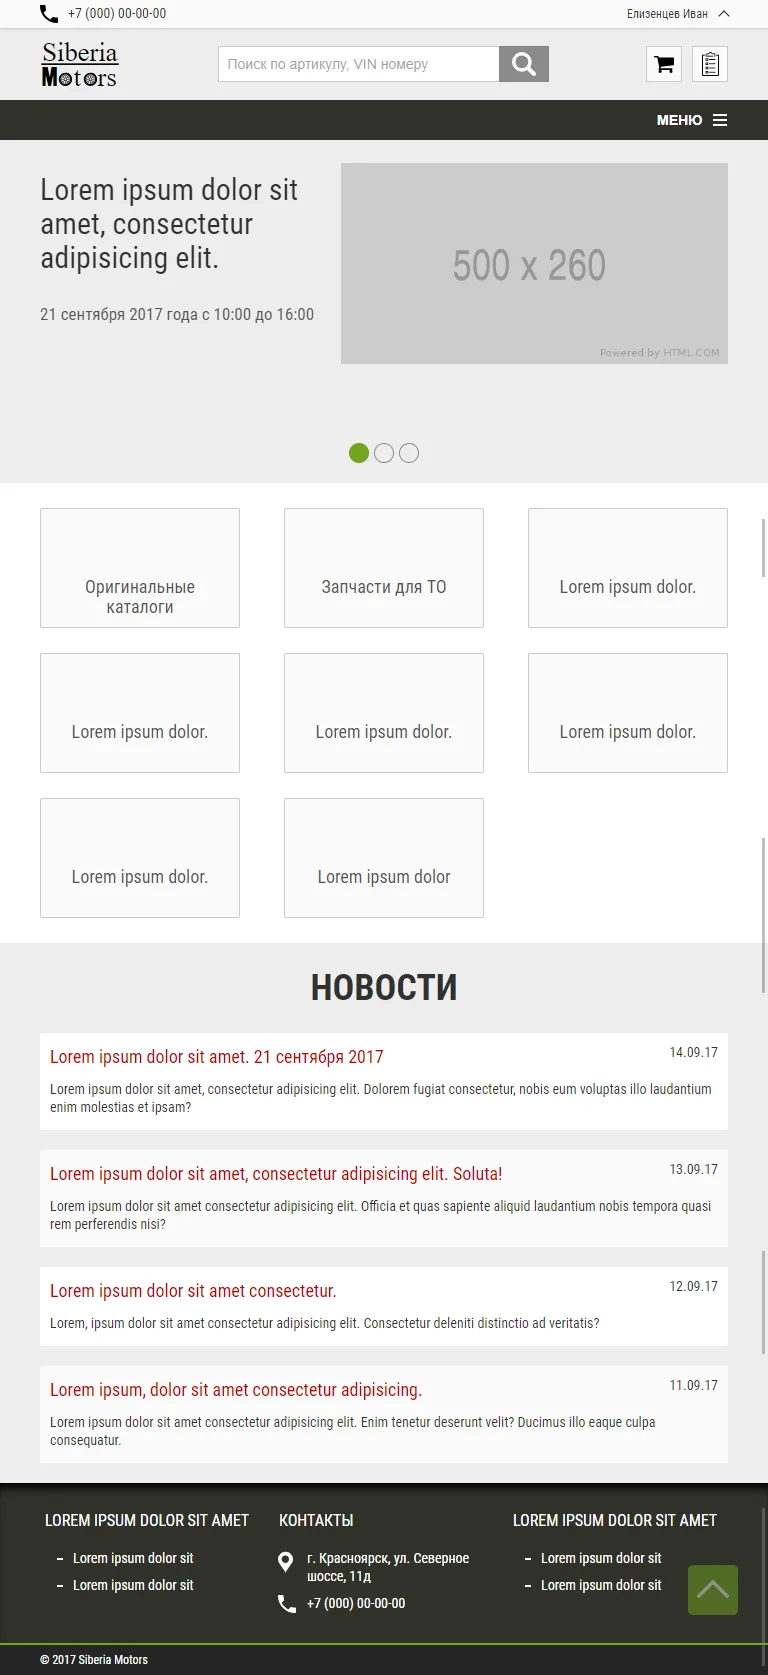 +7 (000) 00-00-00
Елизенцев Иван
Siberia
Motors
Поиск по артикулу, VIN номеру
МЕНЮ
Lorem ipsum dolor sit
amet, consectetur
adipisicing elit.
21 сентября 2017 года с 10:00 до 16:00
500 x 260
Powered by HTML.COM
Оригинальные
каталоги
Запчасти для ТО
Lorem ipsum dolor.
Lorem ipsum dolor.
Lorem ipsum dolor.
Lorem ipsum dolor.
Lorem ipsum dolor.
Lorem ipsum dolor
НОВОСТИ
Lorem ipsum dolor sit amet. 21 сентября 2017
14.09.17
Lorem ipsum dolor sit amet, consectetur adipisicing elit. Dolorem fugiat consectetur, nobis eum voluptas illo laudantium
enim molestias et ipsam?
Lorem ipsum dolor sit amet, consectetur adipisicing elit. Soluta!
13.09.17
Lorem ipsum dolor sit amet consectetur adipisicing elit. Officia et quas sapiente aliquid laudantium nobis tempora quasi
rem perferendis nisi?
Lorem ipsum dolor sit amet consectetur.
12.09.17
Lorem, ipsum dolor sit amet consectetur adipisicing elit. Consectetur deleniti distinctio ad veritatis?
Lorem ipsum, dolor sit amet consectetur adipisicing.
11.09.17
Lorem ipsum dolor sit amet consectetur adipisicing elit. Enim tenetur deserunt velit? Ducimus illo eaque culpa
consequatur.
LOREM IPSUM DOLOR SIT AMET
Lorem ipsum dolor sit
Lorem ipsum dolor sit
КОНТАКТЫ
г. Красноярск, ул. Северное
шоссе, 11д
+7 (000) 00-00-00
LOREM IPSUM DOLOR SIT AMET
Lorem ipsum dolor sit
Lorem ipsum dolor sit
© 2017 Siberia Motors